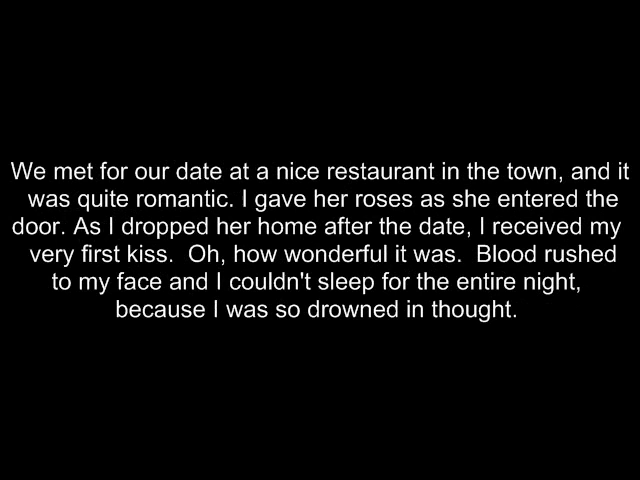 We met for our date at a nice restaurant in the town, and it
was quite romantic. I gave her roses as she entered the
door. As I dropped her home after the date, I received my
very first kiss.  Oh, how wonderful it was.  Blood rushed
to my face and I couldn't sleep for the entire night,
because I was so drowned in thought.